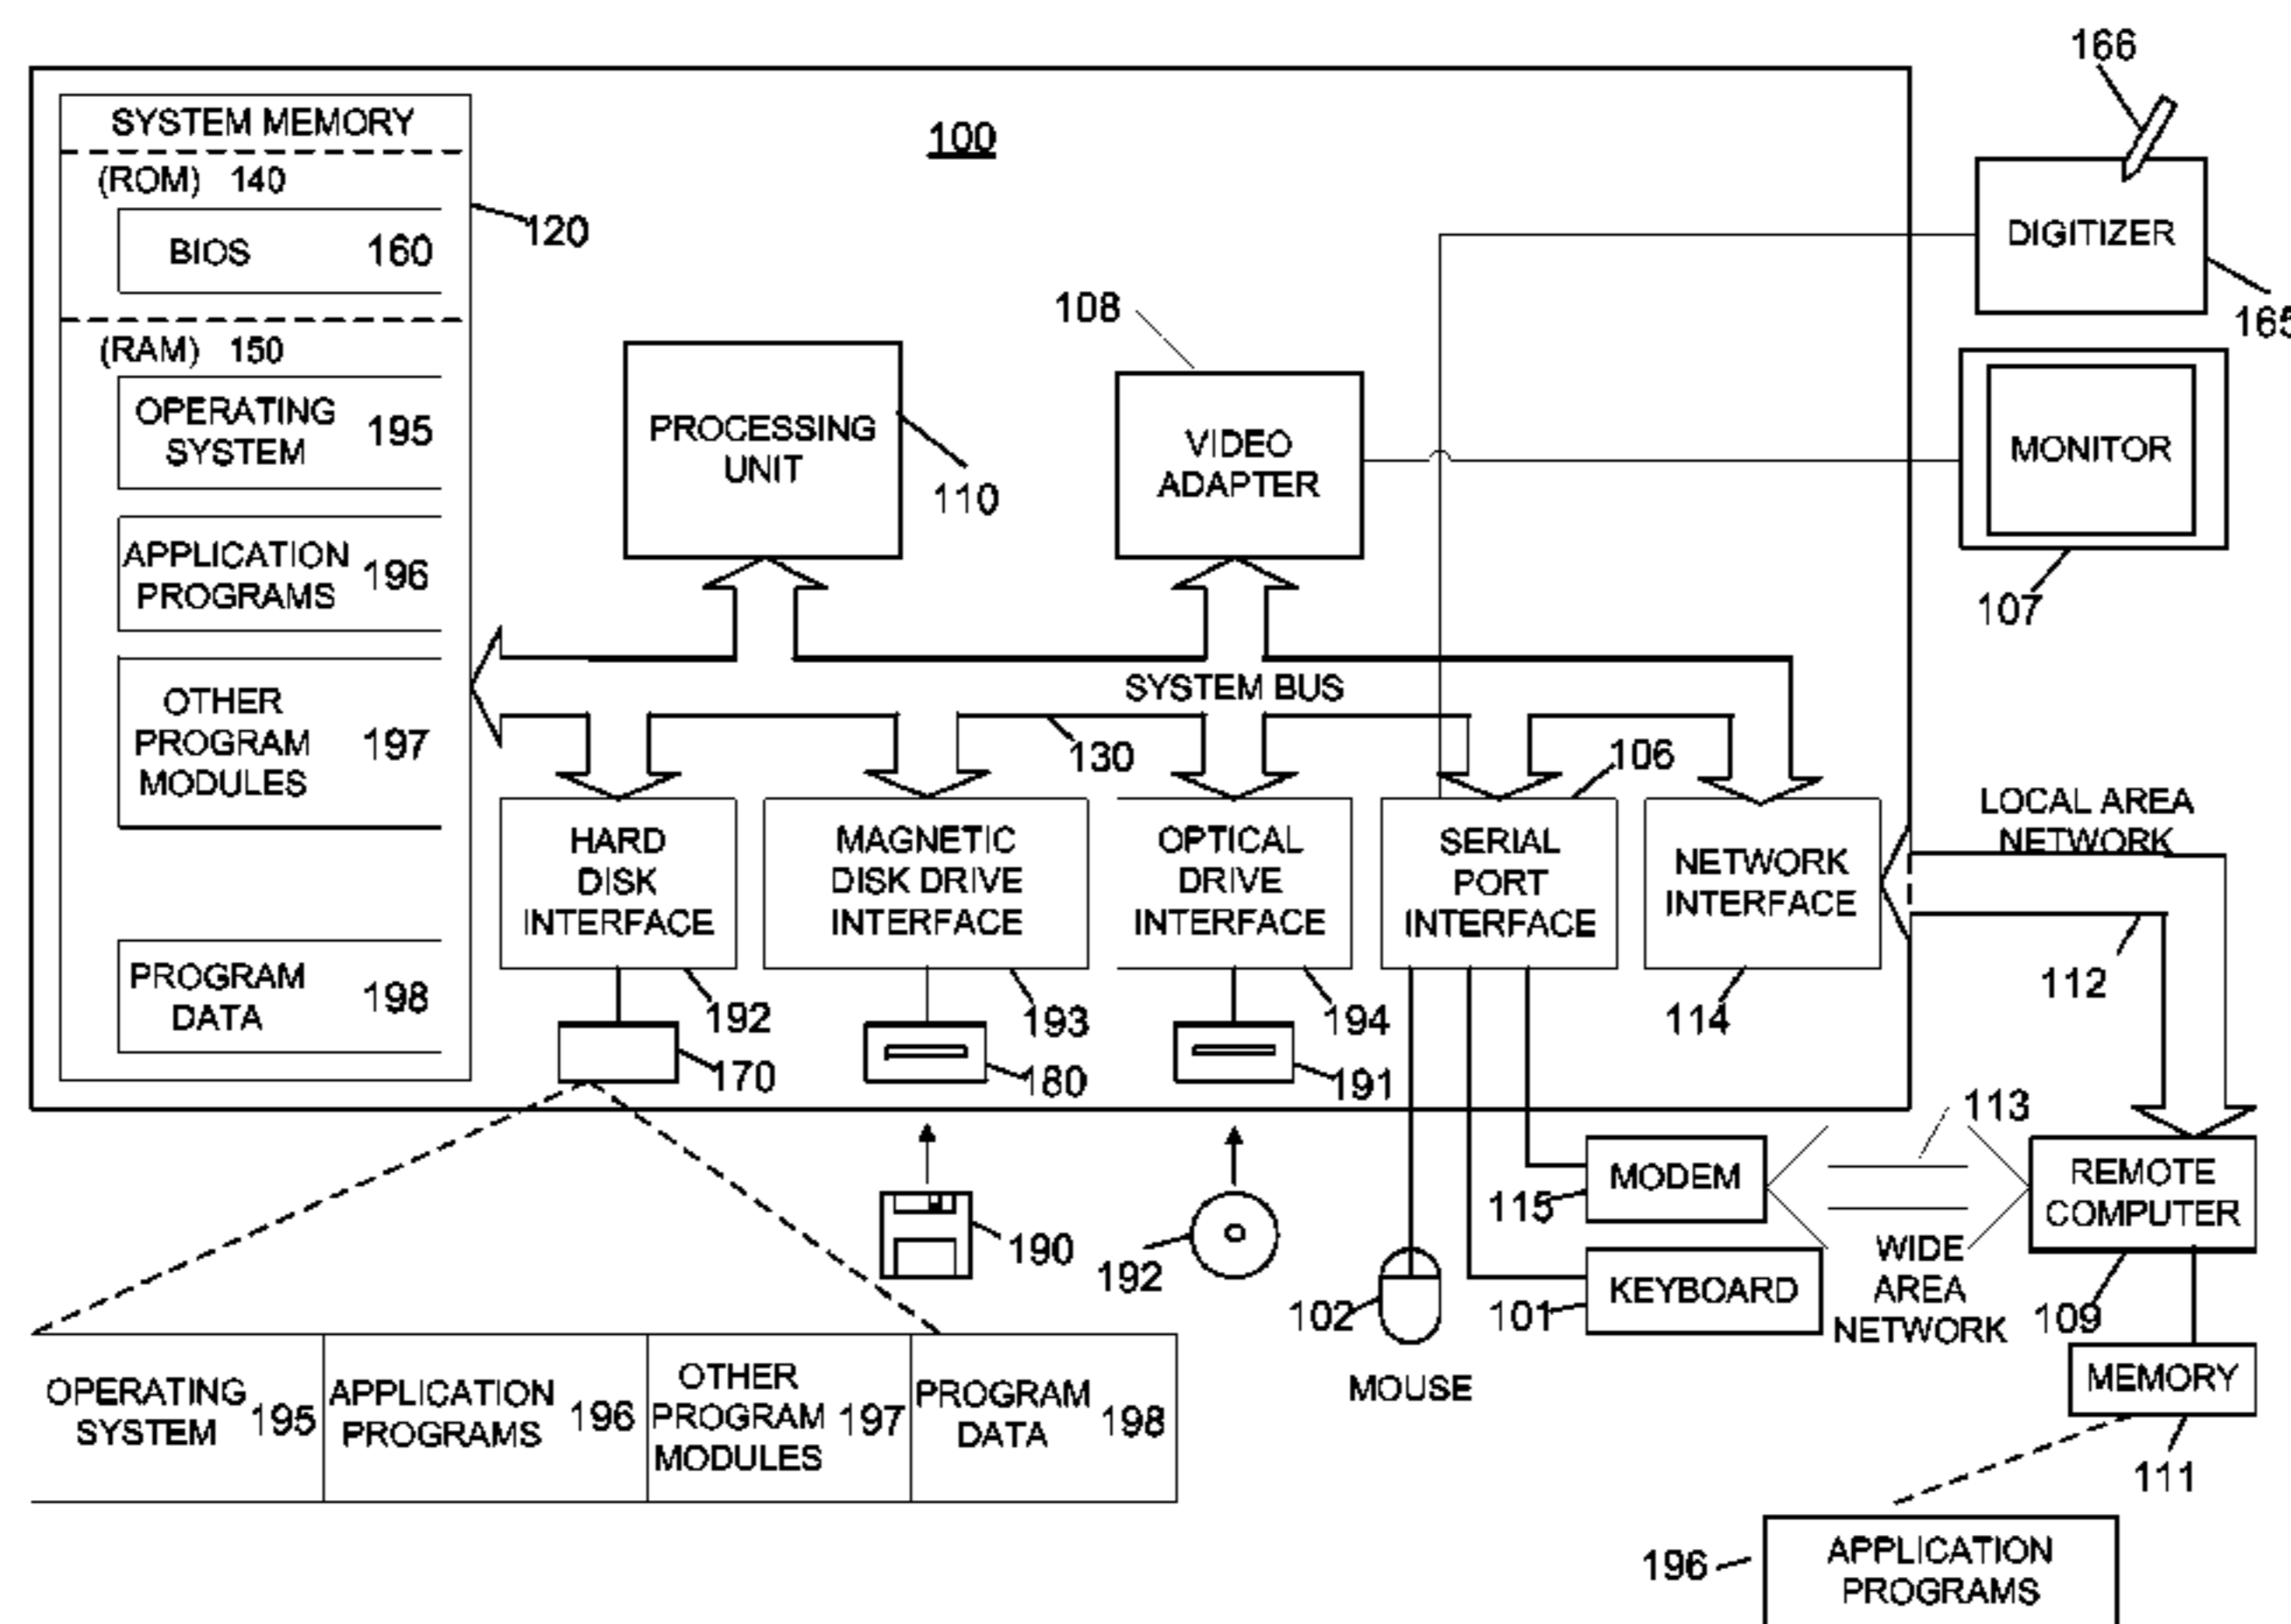 166
SYSTEM MEMORY
100
(ROM) 140
120
BIOS 160
DIGITIZER
165
108
(RAM) 150
OPERATING
SYSTEM 195
PROCESSING
UNIT
110
VIDEO
ADAPTER
MONITOR
107
APPLICATION
PROGRAMS 196
SYSTEM BUS
130
106
OTHER
PROGRAM
MODULES 197
LOCAL AREA
NETWORK
HARD
DISK
INTERFACE
MAGNETIC
DISK DRIVE
INTERFACE
OPTICAL
DRIVE
INTERFACE
SERIAL
PORT
INTERFACE
NETWORK
INTERFACE
PROGRAM
DATA 198
192
193
194
114
112
170
180
191
113
MODEM
115
REMOTE
COMPUTER
190
192
WIDE
AREA
NETWORK
102
101
KEYBOARD
109
MOUSE
MEMORY
111
OPERATING
SYSTEM 195
APPLICATION
PROGRAMS 196
OTHER
PROGRAM
MODULES 197
PROGRAM
DATA 198
196
APPLICATION
PROGRAMS